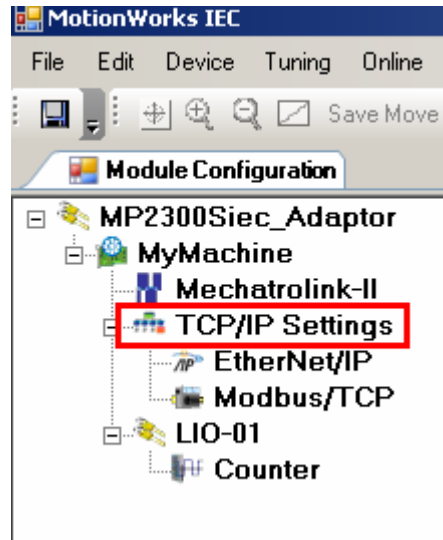 MotionWorks IEC
File Edit Device Tuning Online
Save Move
Module Configuration
MP2300Siec_Adaptor
MyMachine
Mechatrolink-II
TCP/IP Settings
EtherNet/IP
Modbus/TCP
LIO-01
Counter